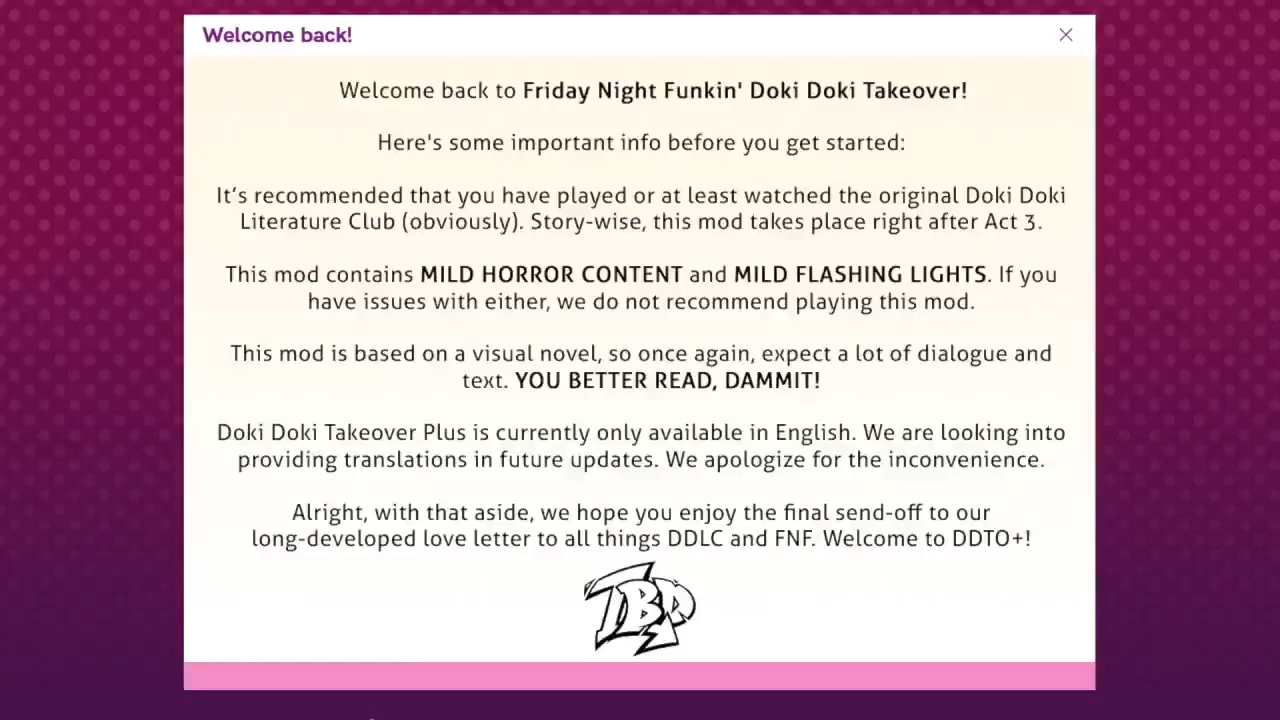 Welcome back!
Welcome back to Friday Night Funkin' Doki Doki Takeover!
Here's some important info before you get started:
It’s recommended that you have played or at least watched the original Doki Doki
Literature Club (obviously). Story-wise, this mod takes place right after Act 3.
This mod contains MILD HORROR CONTENT and MILD FLASHING LIGHTS. If you
have issues with either, we do not recommend playing this mod.
This mod is based on a visual novel, so once again, expect a lot of dialogue and
text. YOU BETTER READ, DAMMIT!
Doki Doki Takeover Plus is currently only available in English. We are looking into
providing translations in future updates. We apologize for the inconvenience.
Alright, with that aside, we hope you enjoy the final send-off to our
long-developed love letter to all things DDLC and FNF. Welcome to DDTO+!
TBD